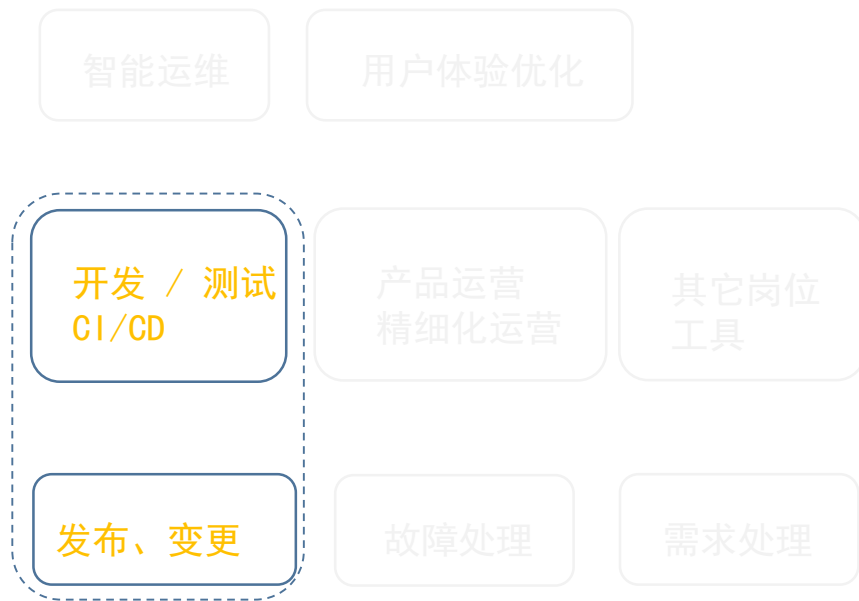 智能运维
用户体验优化
开发 / 测试
CI/CD
产品运营
精细化运营
其它岗位
工具
发布、变更
故障处理
需求处理